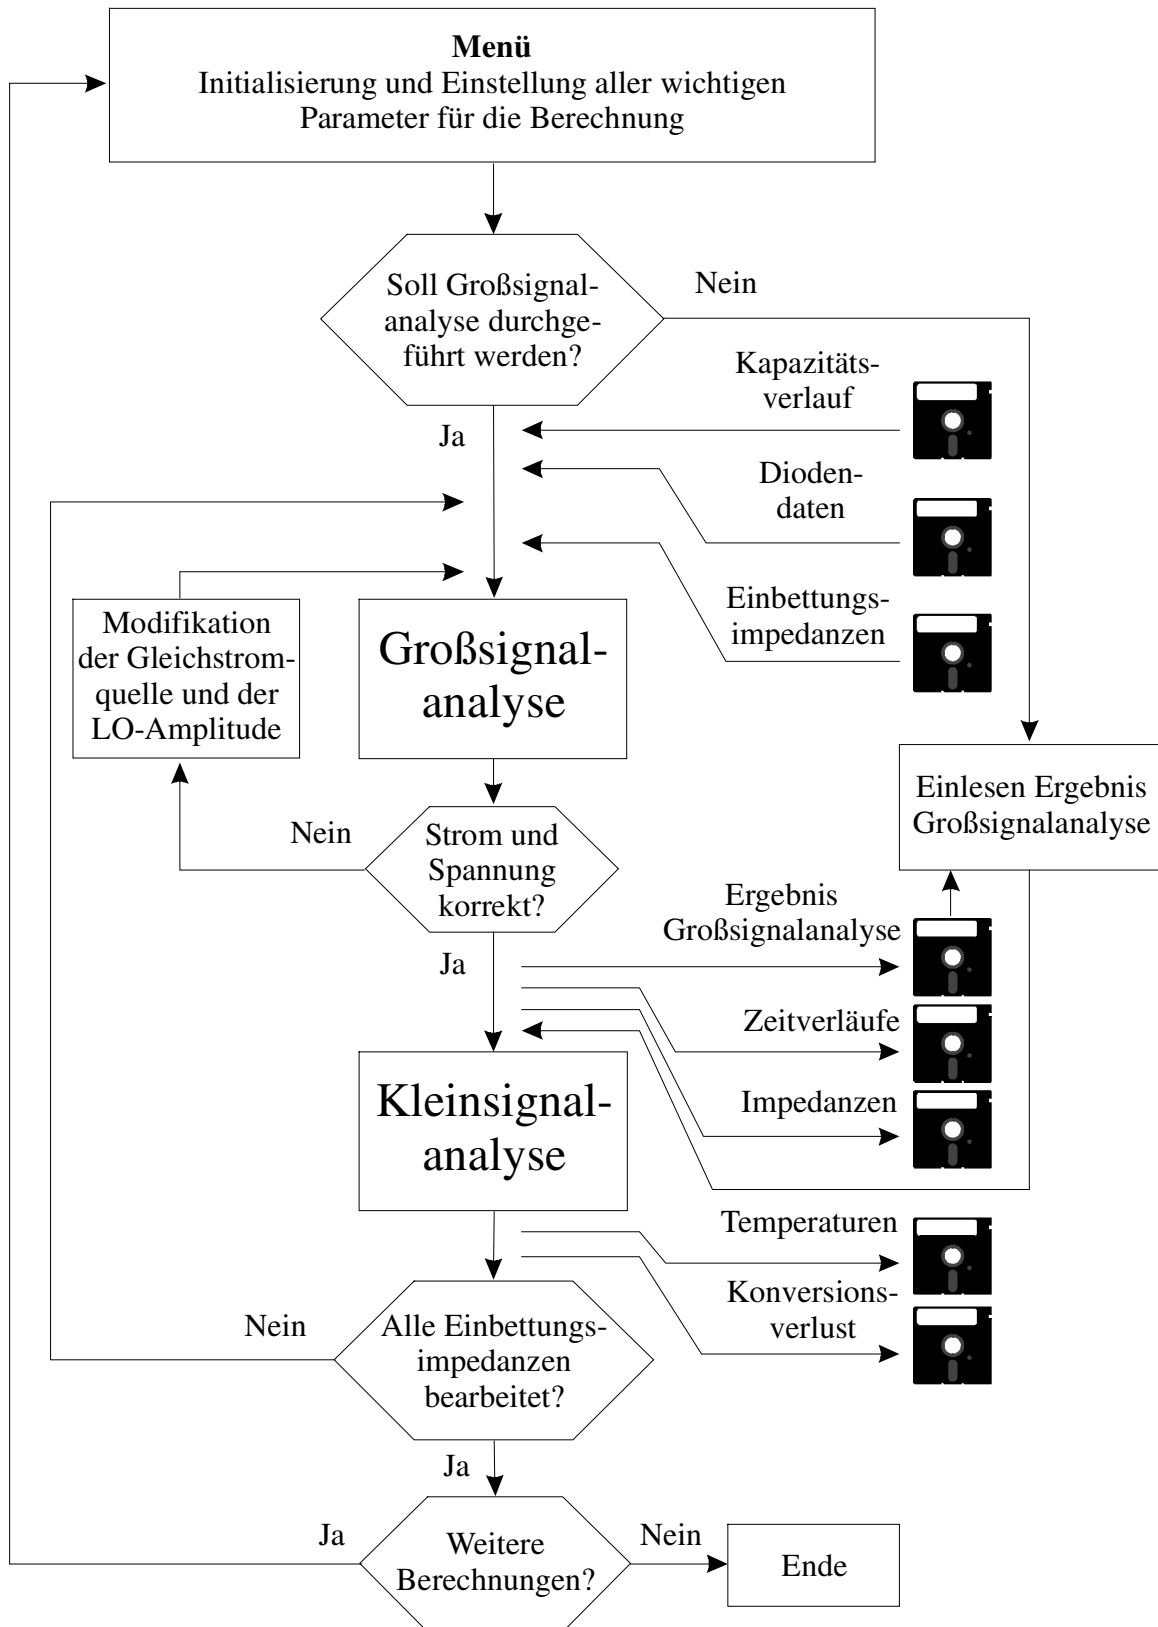 Menü
Initialisierung und Einstellung aller wichtigen
Parameter für die Berechnung
Soll Großsignal-
analyse durchge-
führt werden?
Nein
Ja
Kapazitäts-
verlauf
Dioden-
daten
Einbettungs-
impedanzen
Modifikation
der Gleichstrom-
quelle und der
LO-Amplitude
Großsignal-
analyse
Einlesen Ergebnis
Großsignalanalyse
Nein
Strom und
Spannung
korrekt?
Ja
Ergebnis
Großsignalanalyse
Zeitverläufe
Impedanzen
Kleinsignal-
analyse
Temperaturen
Konversions-
verlust
Nein
Alle Einbettungs-
impedanzen
bearbeitet?
Ja
Ja
Weitere
Berechnungen?
Nein
Ende